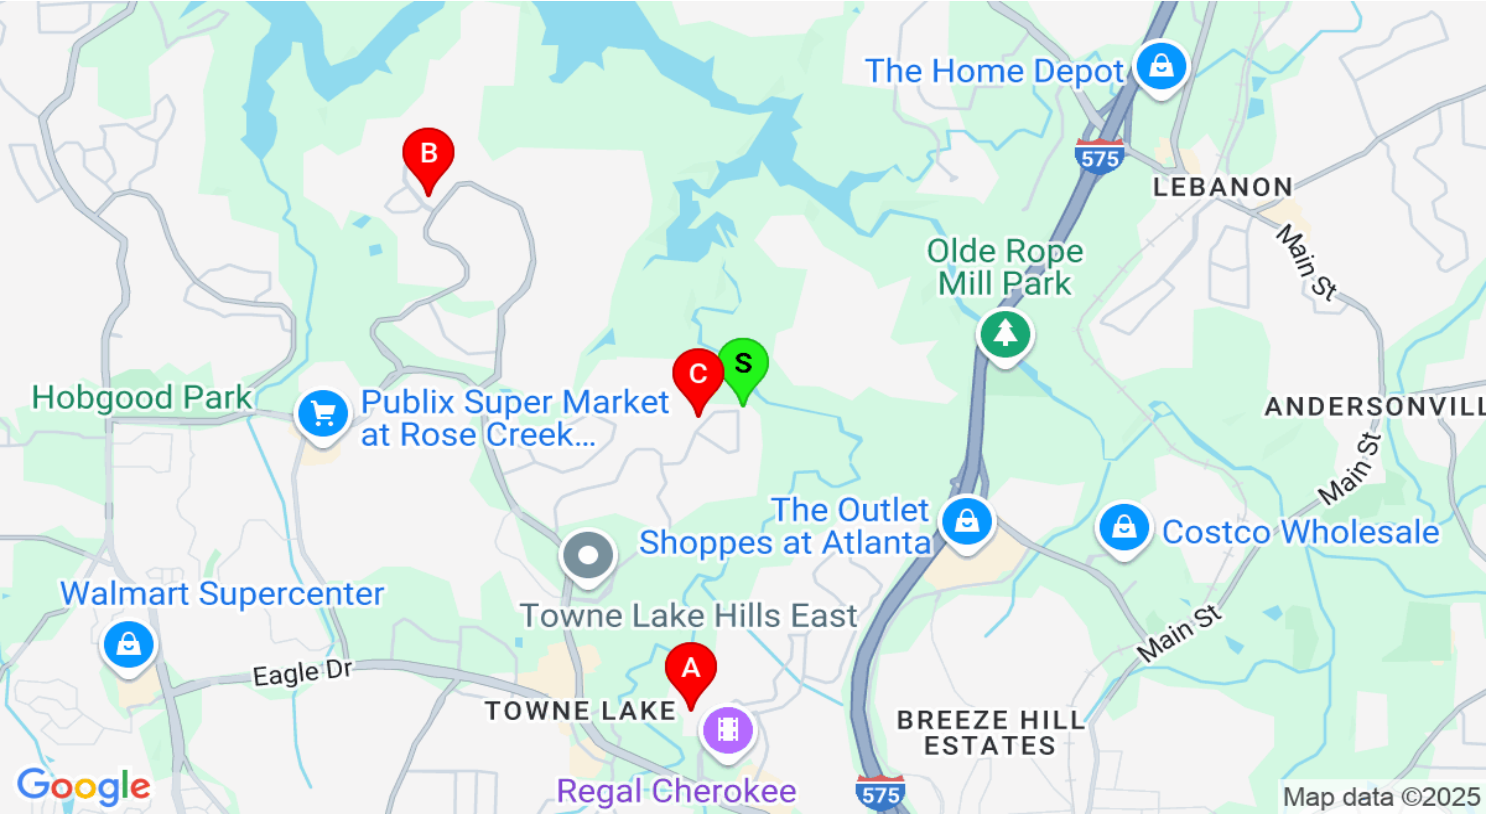 The Home Depot
575
B
LEBANON
Main St
Olde Rope
Mill Park
S
C
Hobgood Park
Publix Super Market
at Rose Creek...
ANDERSONVILL
Main St
The Outlet
Shoppes at Atlanta
Costco Wholesale
Walmart Supercenter
Towne Lake Hills East
Main St
Eagle Dr
A
TOWNE LAKE
BREEZE HILL
ESTATES
Regal Cherokee
575
Google
Map data ©2025